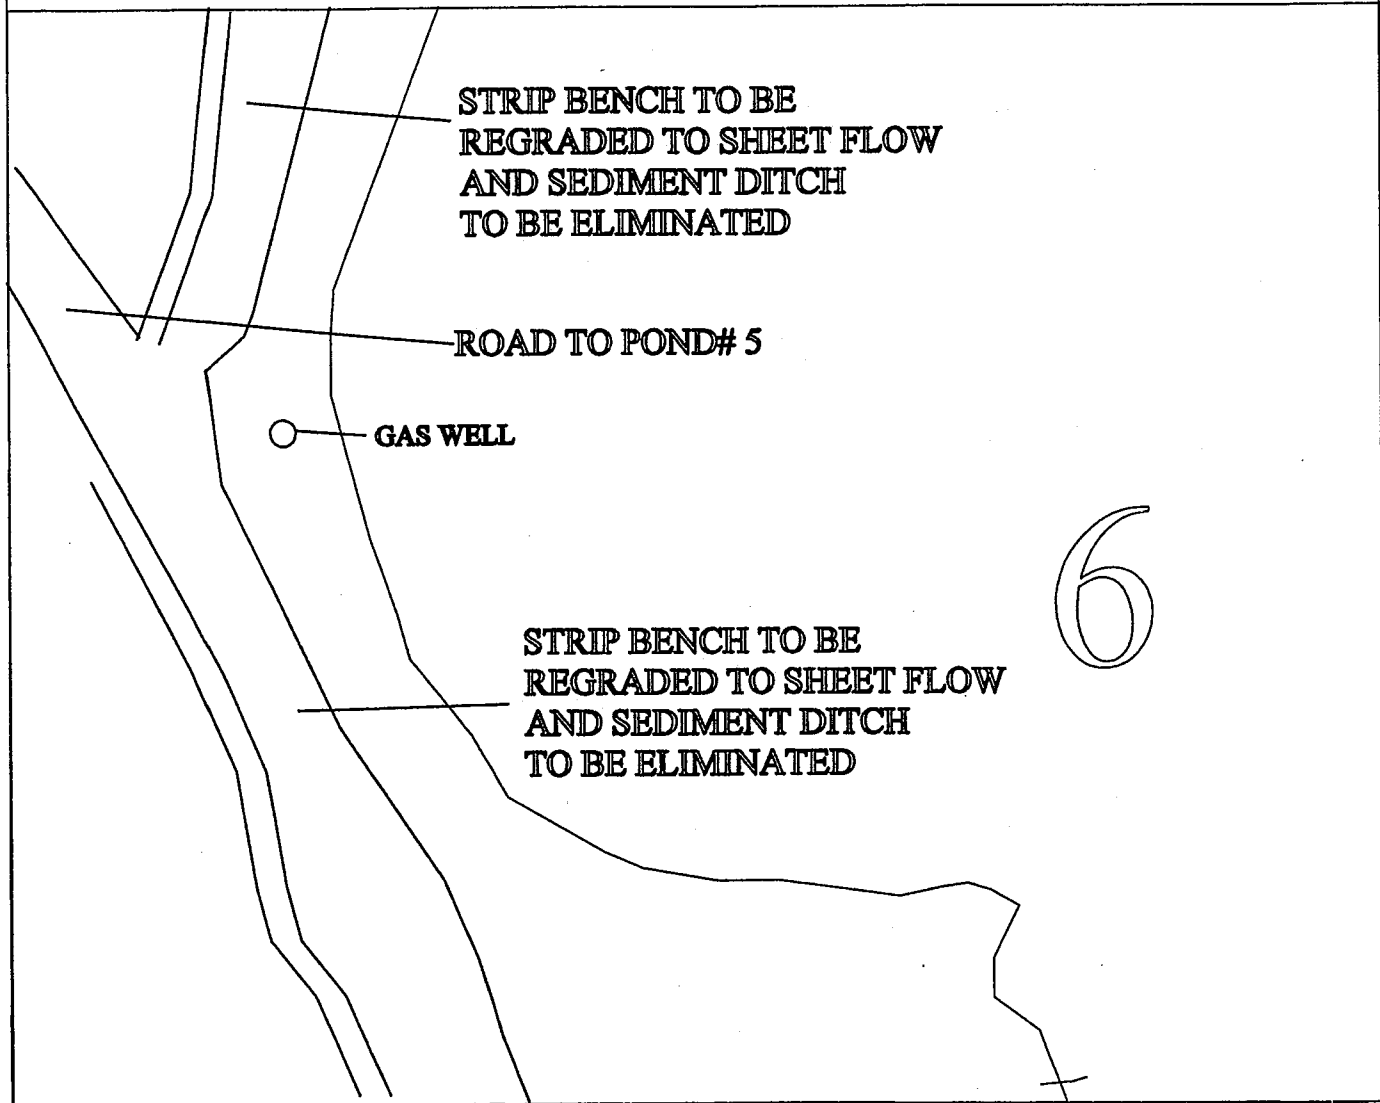 STRIP BENCH TO BE
REGRADED TO SHEET FLOW
AND SEDIMENT DITCH
TO BE ELIMINATED
ROAD TO POND# 5
GAS WELL
6
STRIP BENCH TO BE
REGRADED TO SHEET FLOW
AND SEDIMENT DITCH
TO BE ELIMINATED